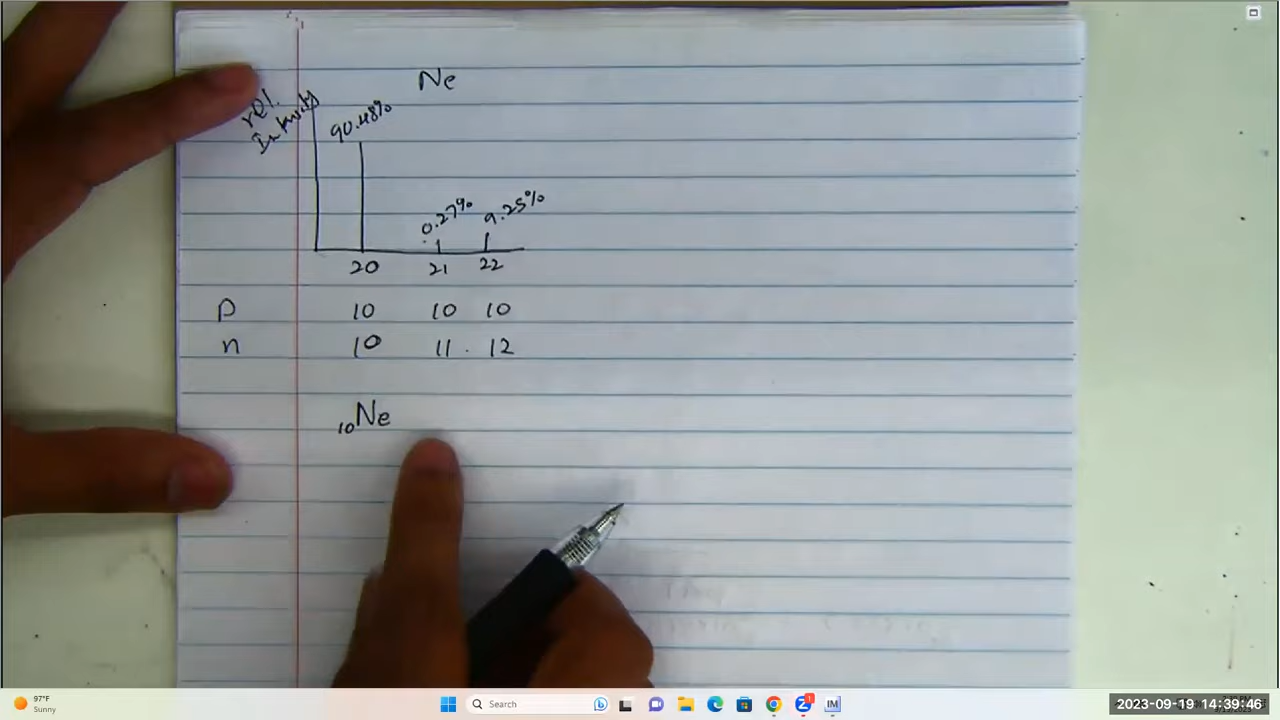 Ne
rel.
Intensity
90.48%
0.27% 9.25%
20 21 22
P 10 10 10
n 10 11 12
10Ne
97°F
Sunny
Search
2023-09-19 14:39:46